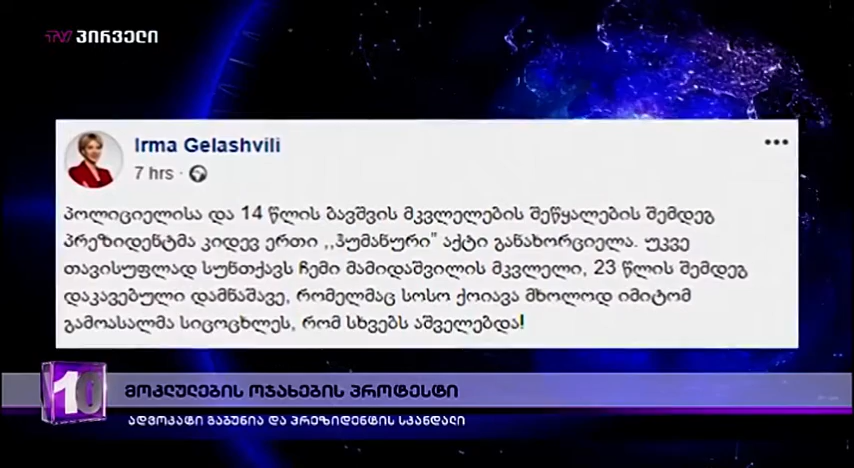 TV ᲞᲘᲠᲕᲔᲚᲘ
Irma Gelashvili
7 hrs ·
პოლიციელისა და 14 წლის ბავშვის მკვლელების შეწყალების შემდეგ
პრეზიდენტმა კიდევ ერთი ,,ჰუმანური" აქტი განახორციელა. უკვე
თავისუფლად სუნთქავს ჩემი მამიდაშვილის მკვლელი, 23 წლის შემდეგ
დაკავებული დამნაშავე, რომელმაც სოსო ქოიავა მხოლოდ იმიტომ
გამოასალმა სიცოცხლეს, რომ სხვებს აშველებდა!
10
ᲛᲝᲙᲚᲣᲚᲔᲑᲘᲡ ᲝᲯᲐᲮᲔᲑᲘᲡ ᲞᲠᲝᲢᲔᲡᲢᲘ
ᲐᲓᲕᲝᲙᲐᲢᲘ ᲒᲐᲑᲣᲜᲘᲐ ᲓᲐ ᲞᲠᲔᲖᲘᲓᲔᲜᲢᲘᲡ ᲡᲙᲐᲜᲓᲐᲚᲘ